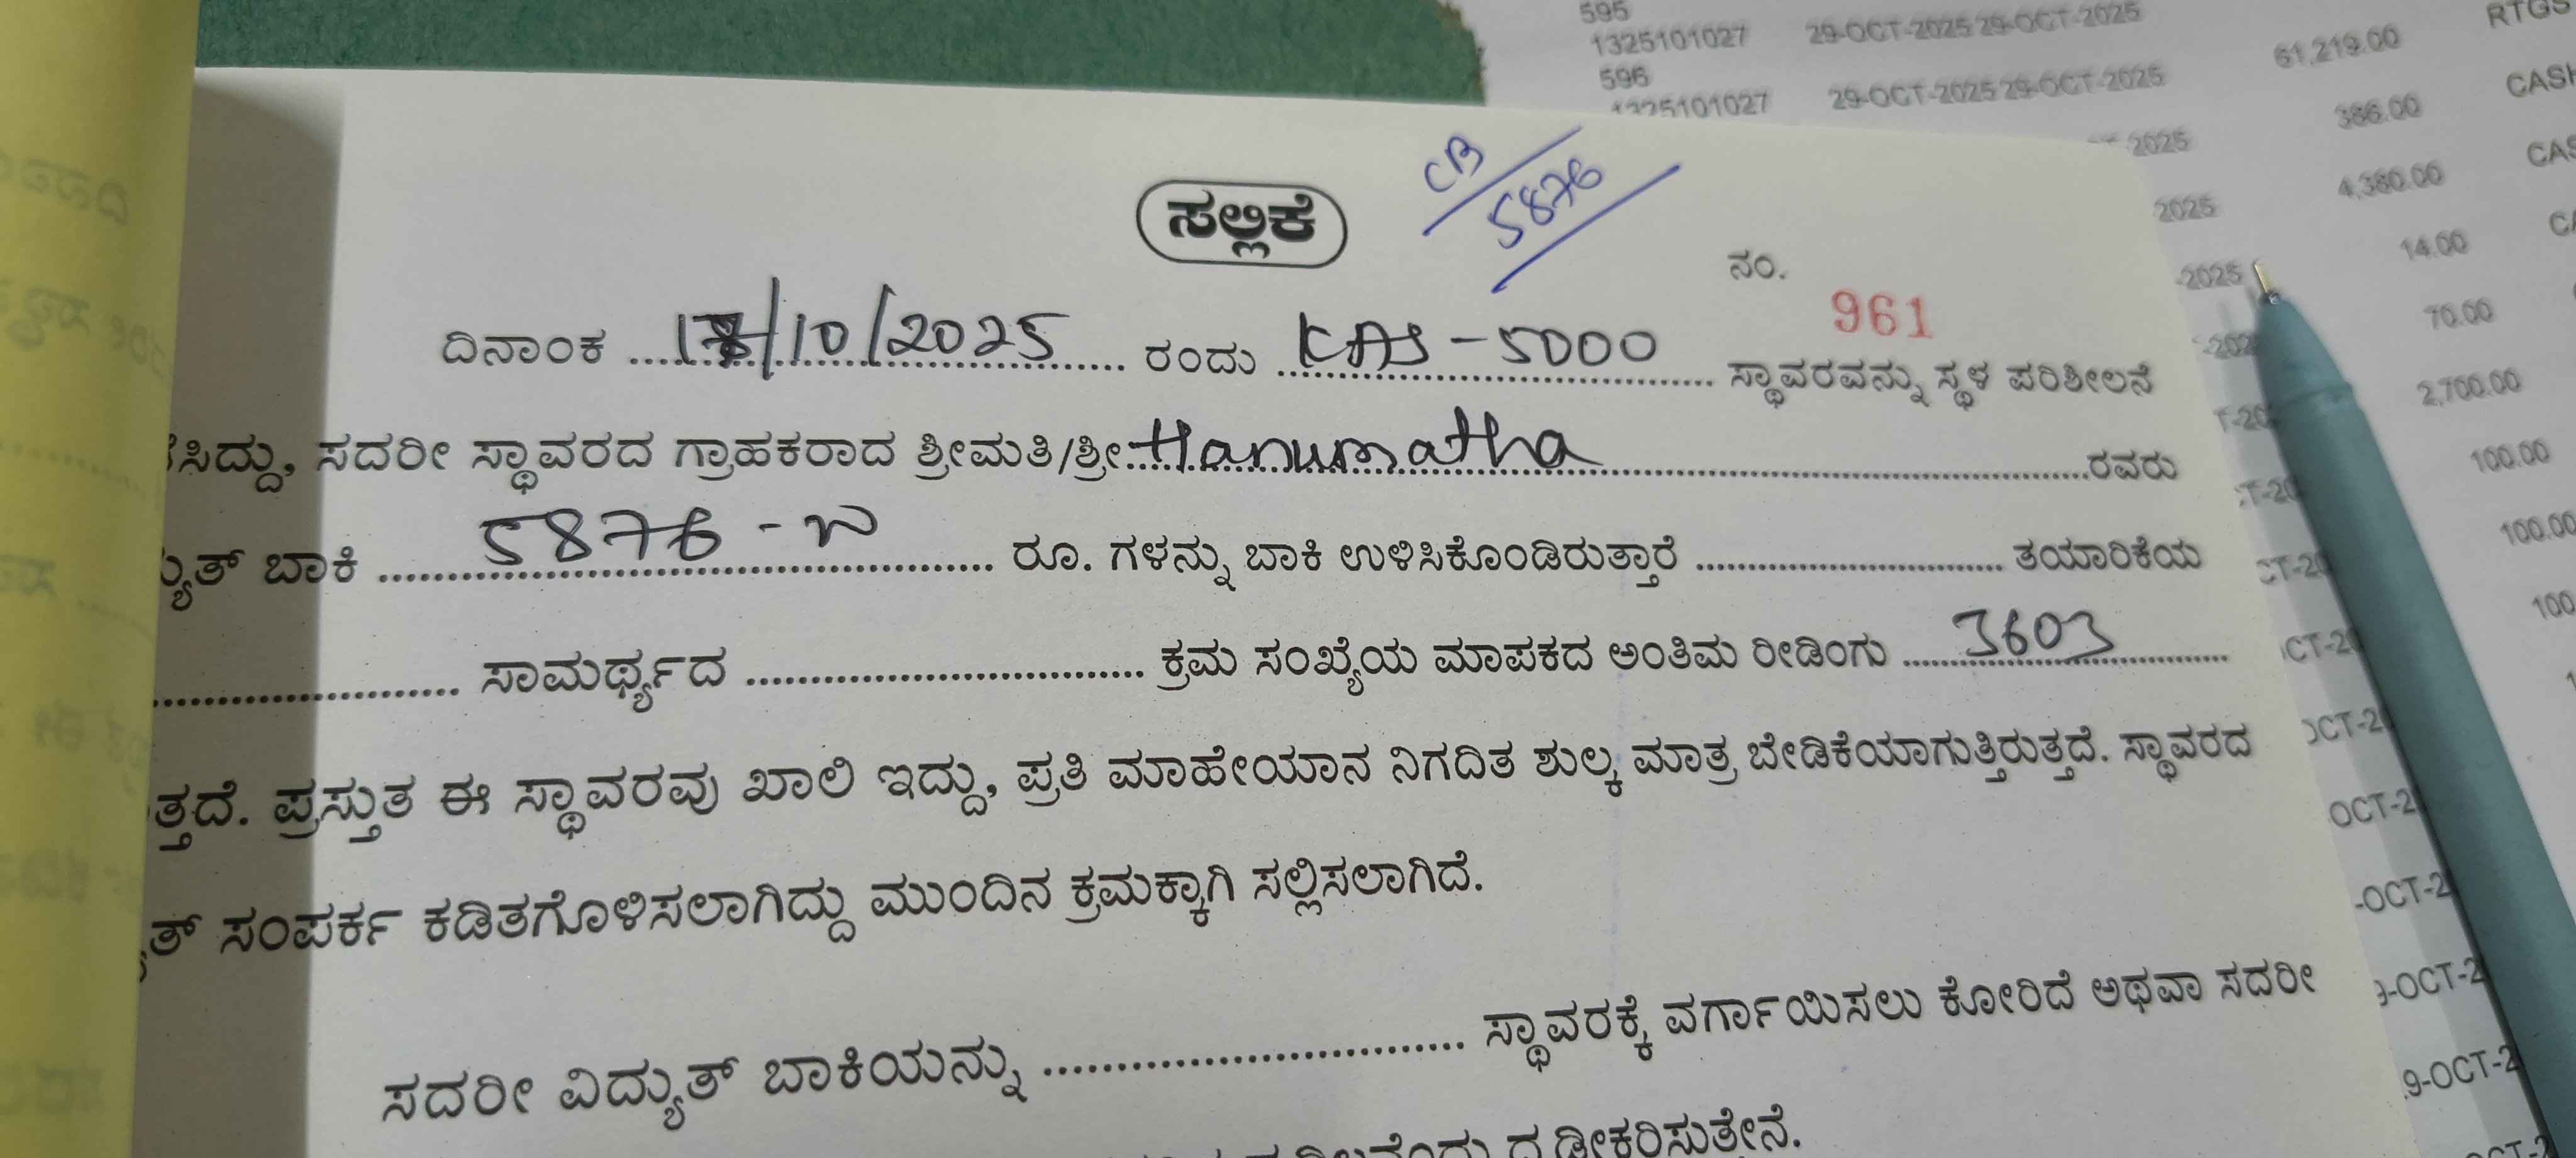 595
1325101027 29-OCT-2025 29-OCT-2025 61,219.00
596
1325101027 29-OCT-2025 29-OCT-2025 386.00 CASH
2025 4,380.00
2025 14.00
-2025 70.00
2,700.00
100.00
100.00
CB
5876
ಸಲ್ಲಿಕೆ
ನಂ.
961
ದಿನಾಂಕ ..../10/2025.... ರಂದು ....KAS-5000.... ಸ್ಥಾವರವನ್ನು ಸ್ಥಳ ಪರಿಶೀಲನೆ
ಸಿದ್ದು, ಸದರೀ ಸ್ಥಾವರದ ಗ್ರಾಹಕರಾದ ಶ್ರೀಮತಿ/ಶ್ರೀ..Hanumatha....ರವರು
ಬಾಕಿ ....5876-.... ರೂ. ಗಳನ್ನು ಬಾಕಿ ಉಳಿಸಿಕೊಂಡಿರುತ್ತಾರೆ .................... ತಯಾರಿಕೆಯ
.................... ಸಾಮರ್ಥ್ಯದ .................... ಕ್ರಮ ಸಂಖ್ಯೆಯ ಮಾಪಕದ ಅಂತಿಮ ರೀಡಿಂಗು ....3603....
ತ್ತದೆ. ಪ್ರಸ್ತುತ ಈ ಸ್ಥಾವರವು ಖಾಲಿ ಇದ್ದು, ಪ್ರತಿ ಮಾಹೇಯಾನ ನಿಗದಿತ ಶುಲ್ಕ ಮಾತ್ರ ಬೇಡಿಕೆಯಾಗುತ್ತಿರುತ್ತದೆ. ಸ್ಥಾವರದ
ತ್ ಸಂಪರ್ಕ ಕಡಿತಗೊಳಿಸಲಾಗಿದ್ದು ಮುಂದಿನ ಕ್ರಮಕ್ಕಾಗಿ ಸಲ್ಲಿಸಲಾಗಿದೆ.
ಸದರೀ ವಿದ್ಯುತ್ ಬಾಕಿಯನ್ನು .................... ಸ್ಥಾವರಕ್ಕೆ ವರ್ಗಾಯಿಸಲು ಕೋರಿದೆ ಅಥವಾ ಸದರೀ
ದೃಢೀಕರಿಸುತ್ತೇನೆ.